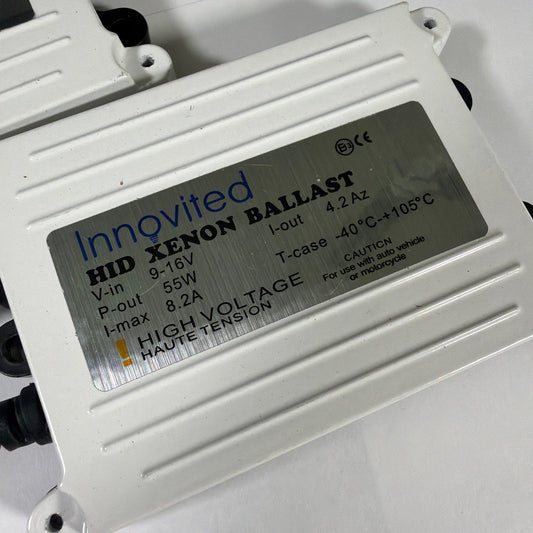 Innovited
HID XENON BALLAST
V-in 9-16V I-out 4.2Az
P-out 55W T-case -40°C-+105°C
I-max 8.2A
CAUTICN
For use with auto vehicle
or motorcycle
! HIGH VOLTAGE
HAUTE TENSION
E3 CE